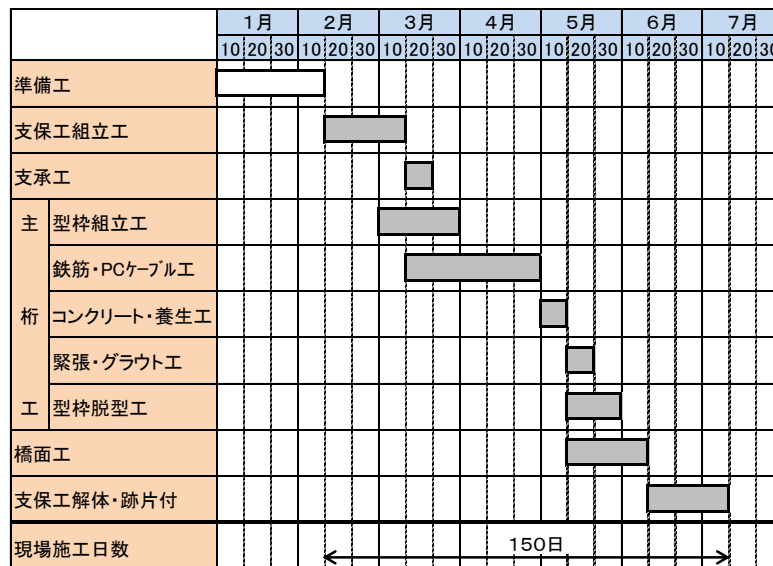 1月 2月 3月 4月 5月 6月 7月
10 20 30 10 20 30 10 20 30 10 20 30 10 20 30 10 20 30 10 20 30
準備工
支保工組立工
支承工
主 型枠組立工
鉄筋・PCケーブル工
桁 コンクリート・養生工
緊張・グラウト工
工 型枠脱型工
橋面工
支保工解体・跡片付
現場施工日数 150日